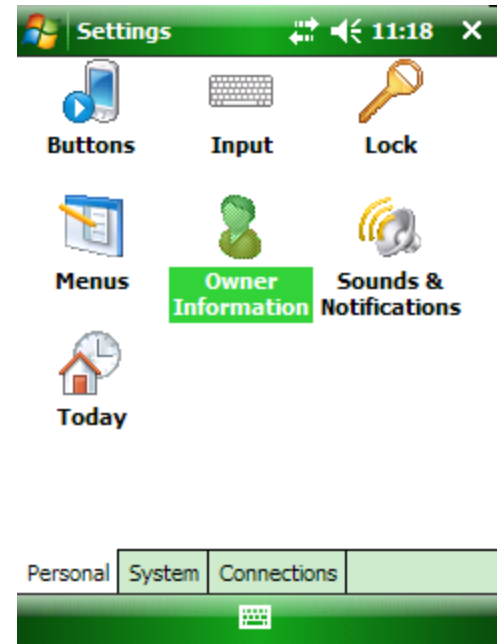 Settings 11:18
Buttons Input Lock
Menus Owner Information Sounds & Notifications
Today
Personal System Connections